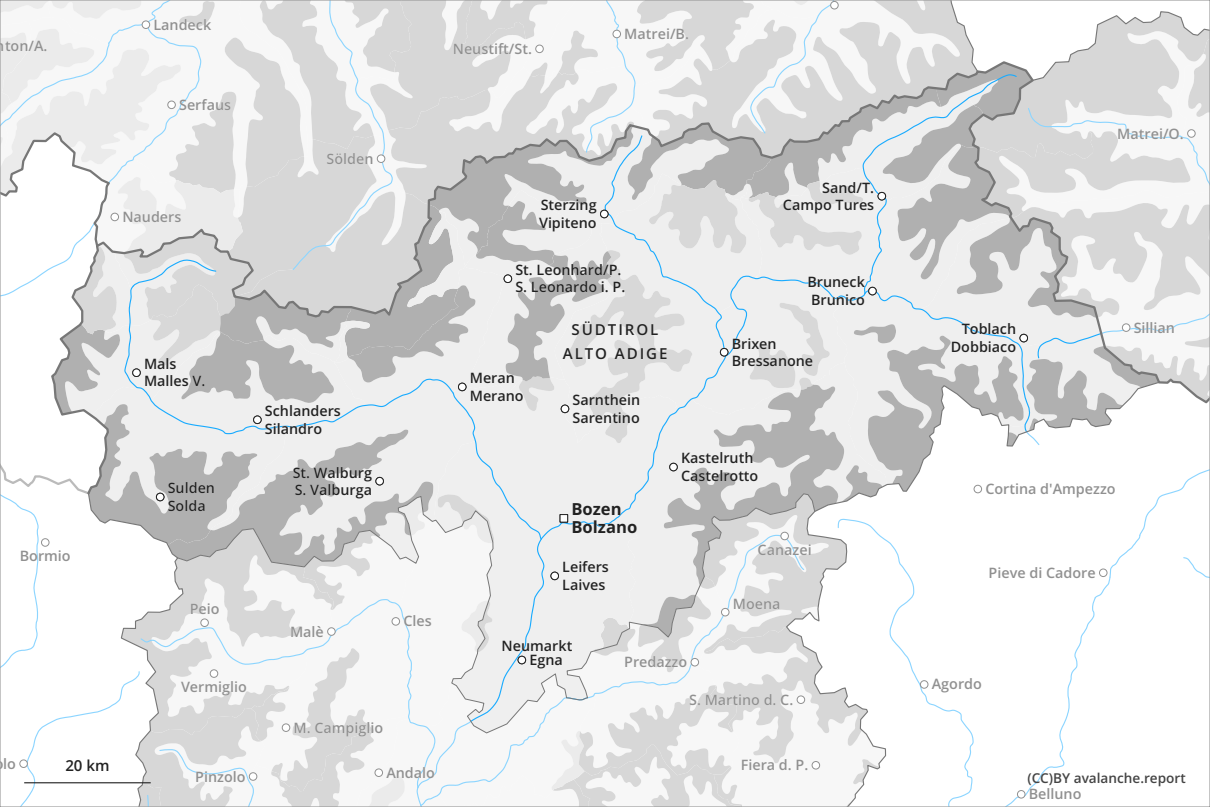 Landeck
Matrei/B.
nton/A.
Neustift/St.
Serfaus
Matrei/O.
Sölden
Sand/T.
Campo Tures
Sterzing
Vipiteno
Nauders
St. Leonhard/P.
S. Leonardo i. P.
Bruneck
Brunico
SÜDTIROL
ALTO ADIGE
Toblach
Dobbiaco
Sillian
Brixen
Bressanone
Mals
Malles V.
Meran
Merano
Schlanders
Silandro
Sarnthein
Sarentino
Kastelruth
Castelrotto
St. Walburg
S. Valburga
Sulden
Solda
Cortina d'Ampezzo
Bozen
Bolzano
Bormio
Canazei
Leifers
Laives
Pieve di Cadore
Peio
Moena
Malè
Cles
Neumarkt
Egna
Predazzo
Vermiglio
Agordo
S. Martino d. C.
M. Campiglio
olo
20 km
Fiera d. P.
Pinzolo
Andalo
(CC)BY avalanche.report
Belluno